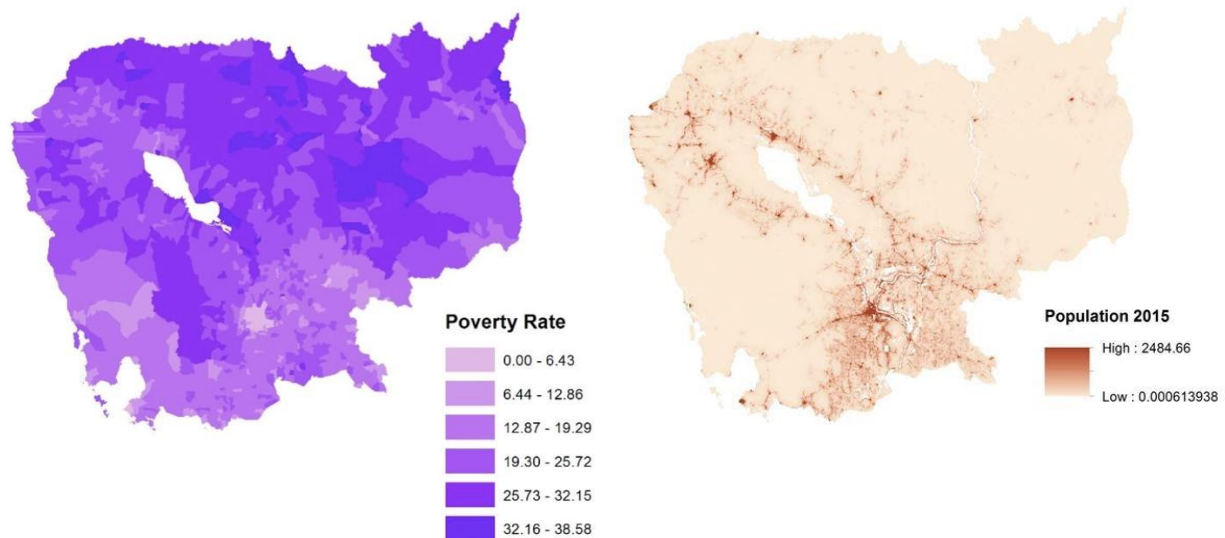 Poverty Rate
0.00 - 6.43
6.44 - 12.86
12.87 - 19.29
19.30 - 25.72
25.73 - 32.15
32.16 - 38.58
Population 2015
High : 2484.66
Low : 0.000613938